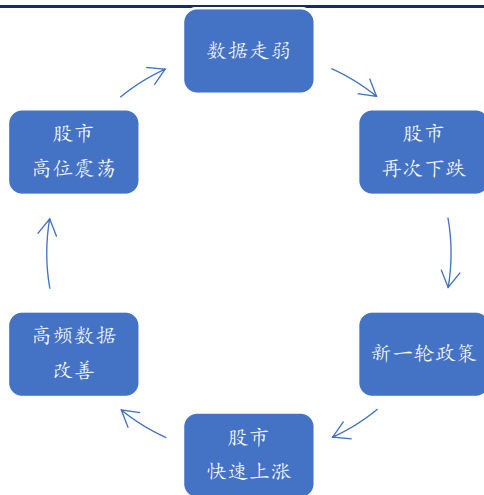 数据走弱
股市
再次下跌
新一轮政策
股市
快速上涨
高频数据
改善
股市
高位震荡